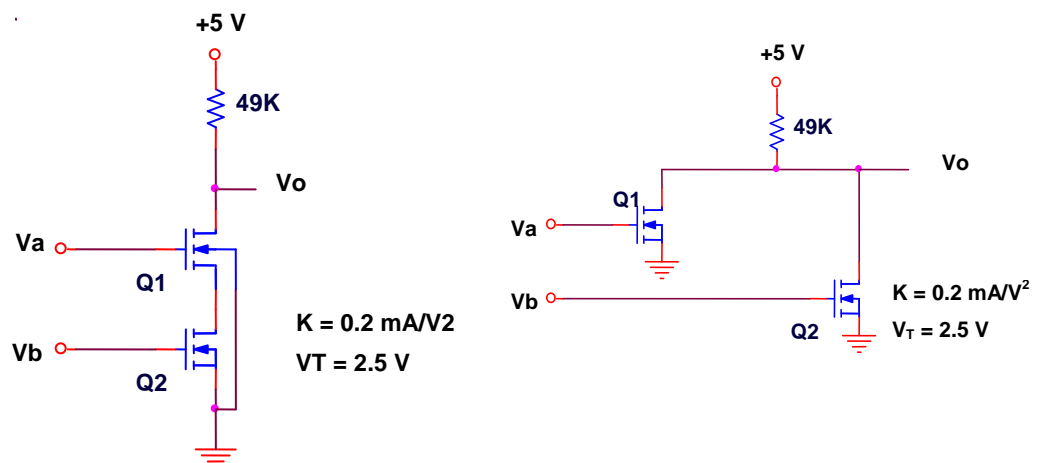 +5 V
49K
Vo
Va
Q1
Vb
Q2
K = 0.2 mA/V2
VT = 2.5 V
+5 V
49K
Vo
Q1
Va
Vb
Q2
K = 0.2 mA/V²
V_T = 2.5 V